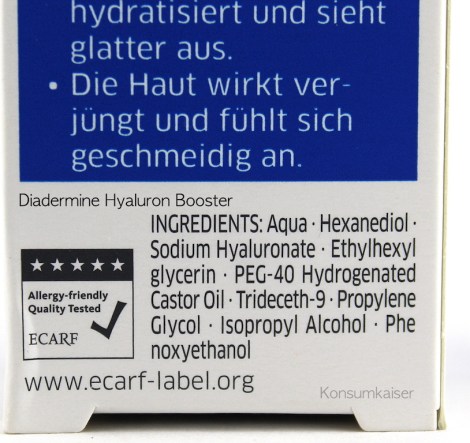 hydratisiert und sieht
glatter aus.
• Die Haut wirkt ver-
jüngt und fühlt sich
geschmeidig an.
Diadermine Hyaluron Booster
INGREDIENTS: Aqua · Hexanediol ·
Sodium Hyaluronate · Ethylhexyl
glycerin · PEG-40 Hydrogenated
Castor Oil · Trideceth-9 · Propylene
Glycol · Isopropyl Alcohol · Phe
noxyethanol
Allergy-friendly
Quality Tested
ECARF
www.ecarf-label.org
Konsumkaiser